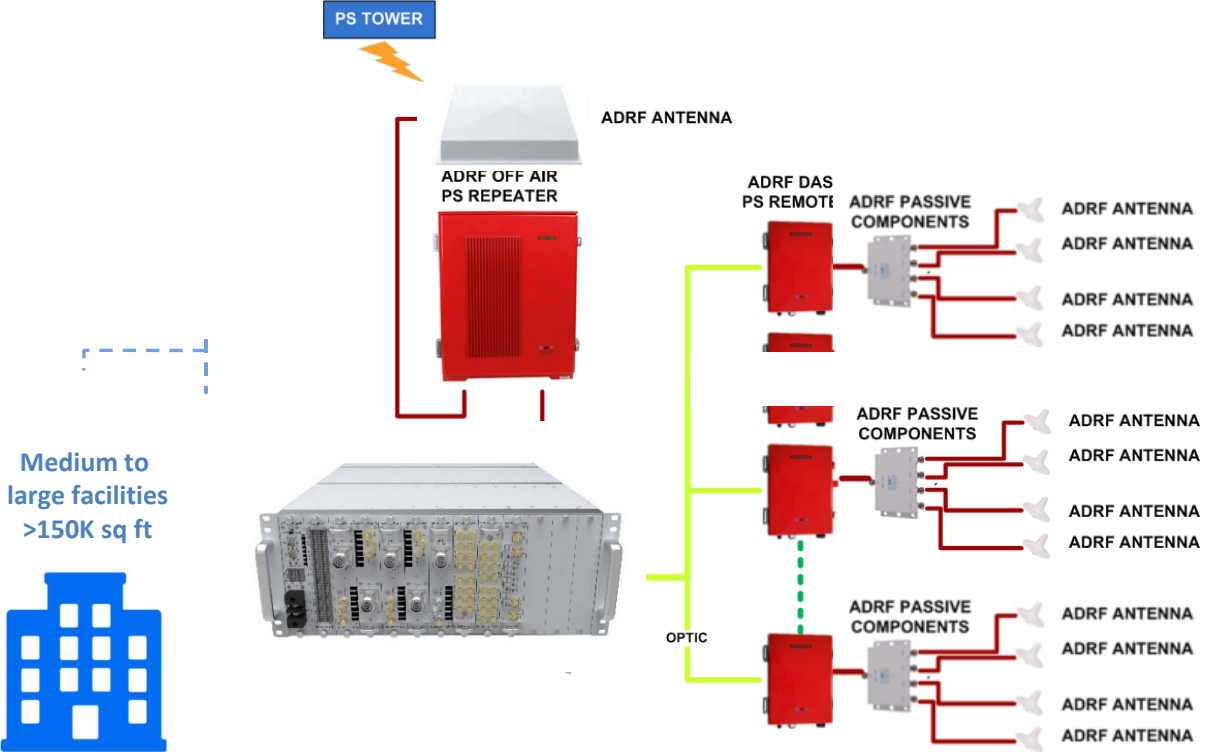 PS TOWER
ADRF ANTENNA
ADRF OFF AIR
PS REPEATER
ADRF DAS
PS REMOTE
ADRF PASSIVE
COMPONENTS
ADRF ANTENNA
ADRF ANTENNA
ADRF ANTENNA
ADRF ANTENNA
ADRF PASSIVE
COMPONENTS
ADRF ANTENNA
ADRF ANTENNA
ADRF ANTENNA
ADRF ANTENNA
Medium to
large facilities
>150K sq ft
OPTIC
ADRF PASSIVE
COMPONENTS
ADRF ANTENNA
ADRF ANTENNA
ADRF ANTENNA
ADRF ANTENNA